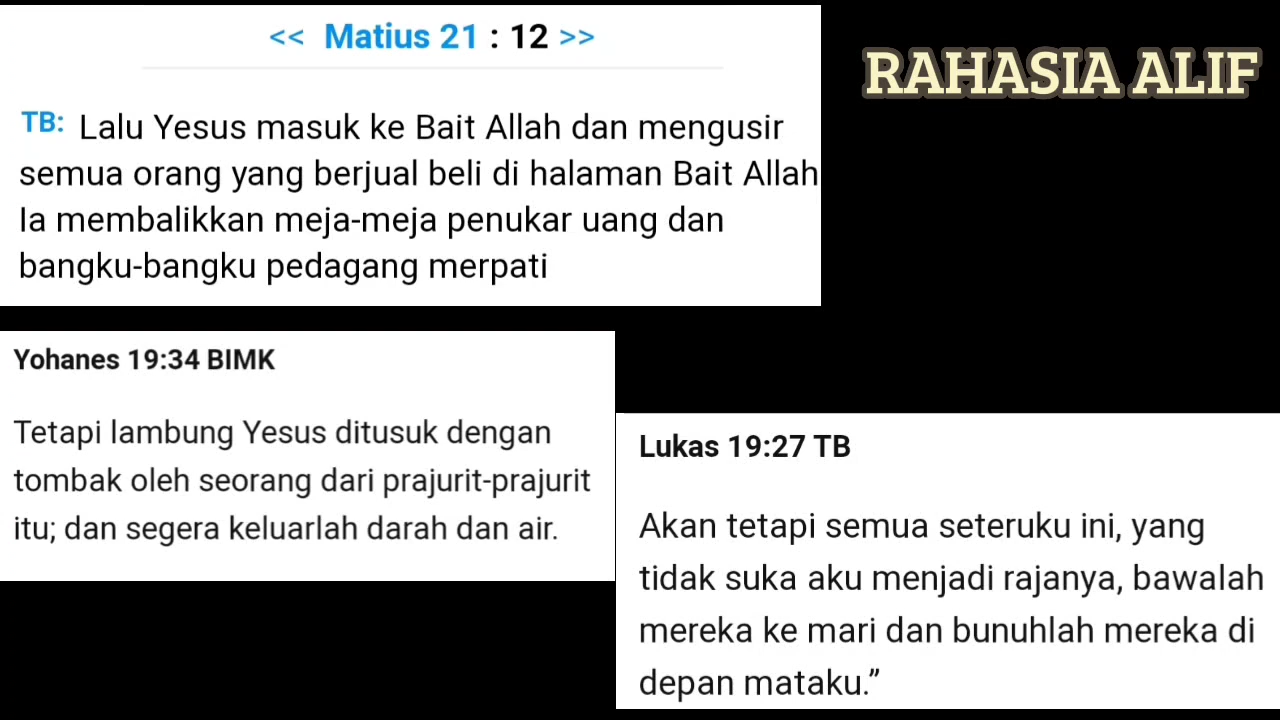 << Matius 21 : 12 >>
RAHASIA ALIF
TB: Lalu Yesus masuk ke Bait Allah dan mengusir
semua orang yang berjual beli di halaman Bait Allah
Ia membalikkan meja-meja penukar uang dan
bangku-bangku pedagang merpati
Yohanes 19:34 BIMK
Tetapi lambung Yesus ditusuk dengan
tombak oleh seorang dari prajurit-prajurit
itu; dan segera keluarlah darah dan air.
Lukas 19:27 TB
Akan tetapi semua seteruku ini, yang
tidak suka aku menjadi rajanya, bawalah
mereka ke mari dan bunuhlah mereka di
depan mataku.”